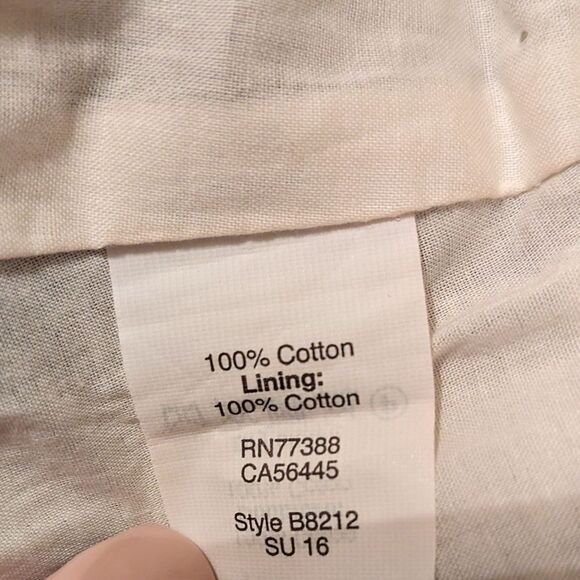 100% Cotton
Lining:
100% Cotton
RN77388
CA56445
Style B8212
SU 16